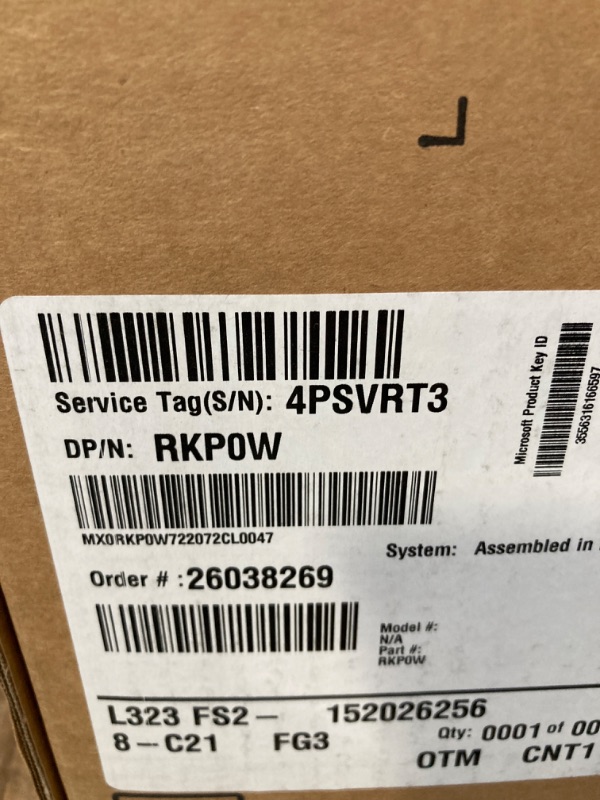 L
Service Tag(S/N): 4PSVRT3
DP/N: RKP0W
MX0RKP0W722072CL0047
Microsoft Product Key ID
3556316166597
System: Assembled in
Order # : 26038269
Model #:
N/A
Part #:
RKP0W
L323 FS2 - 152026256
8 - C21 FG3
Qty: 0001 of 00
OTM CNT1